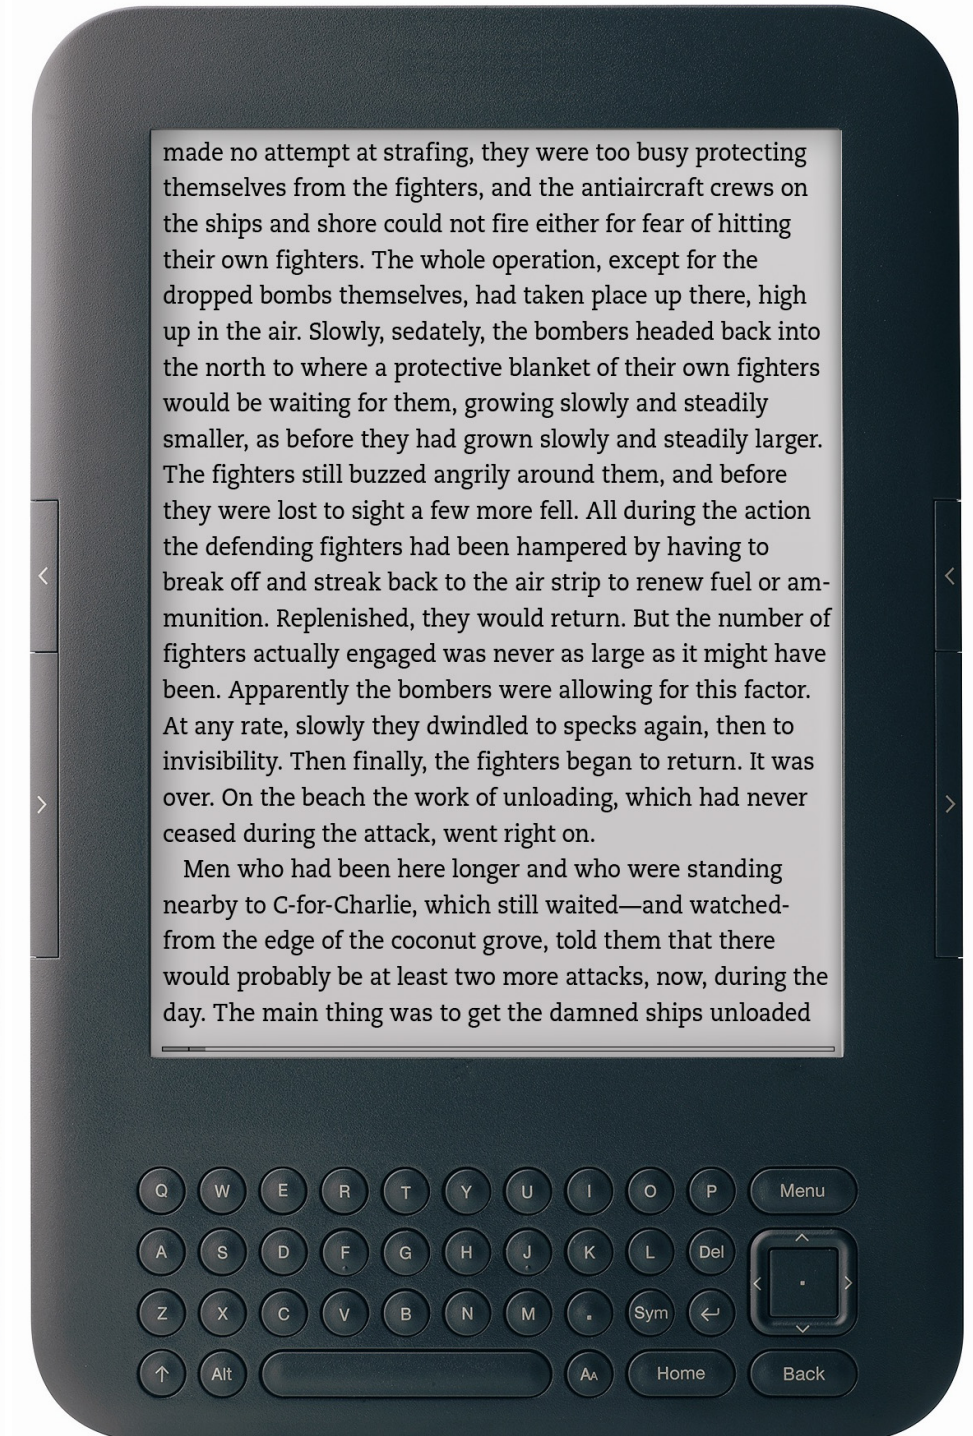 made no attempt at strafing, they were too busy protecting
themselves from the fighters, and the antiaircraft crews on
the ships and shore could not fire either for fear of hitting
their own fighters. The whole operation, except for the
dropped bombs themselves, had taken place up there, high
up in the air. Slowly, sedately, the bombers headed back into
the north to where a protective blanket of their own fighters
would be waiting for them, growing slowly and steadily
smaller, as before they had grown slowly and steadily larger.
The fighters still buzzed angrily around them, and before
they were lost to sight a few more fell. All during the action
the defending fighters had been hampered by having to
break off and streak back to the air strip to renew fuel or am-
munition. Replenished, they would return. But the number of
fighters actually engaged was never as large as it might have
been. Apparently the bombers were allowing for this factor.
At any rate, slowly they dwindled to specks again, then to
invisibility. Then finally, the fighters began to return. It was
over. On the beach the work of unloading, which had never
ceased during the attack, went right on.
Men who had been here longer and who were standing
nearby to C-for-Charlie, which still waited—and watched-
from the edge of the coconut grove, told them that there
would probably be at least two more attacks, now, during the
day. The main thing was to get the damned ships unloaded
Q W E R T Y U I O P Menu
A S D F G H J K L Del
Z X C V B N M . Sym
Alt AA Home Back